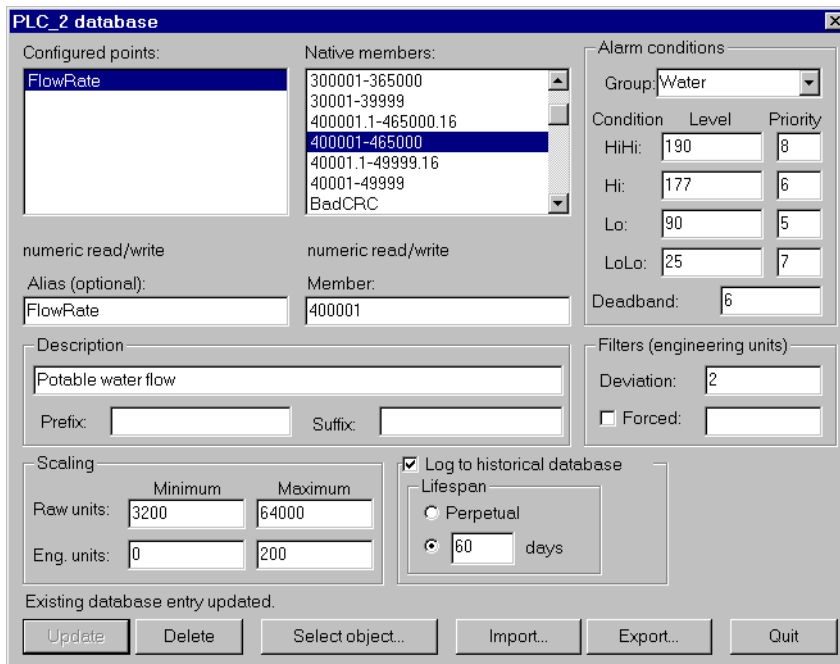 PLC_2 database
Configured points:
FlowRate
Native members:
300001-365000
30001-39999
400001.1-465000.16
400001-465000
40001.1-49999.16
40001-49999
BadCRC
numeric read/write
numeric read/write
Alias (optional):
FlowRate
Member:
400001
Alarm conditions
Group: Water
Condition Level Priority
HiHi: 190 8
Hi: 177 6
Lo: 90 5
LoLo: 25 7
Deadband: 6
Description
Potable water flow
Prefix: Suffix:
Filters (engineering units)
Deviation: 2
Forced:
Scaling
Minimum Maximum
Raw units: 3200 64000
Eng. units: 0 200
Log to historical database
Lifespan
Perpetual
60 days
Existing database entry updated.
Update Delete Select object... Import... Export... Quit